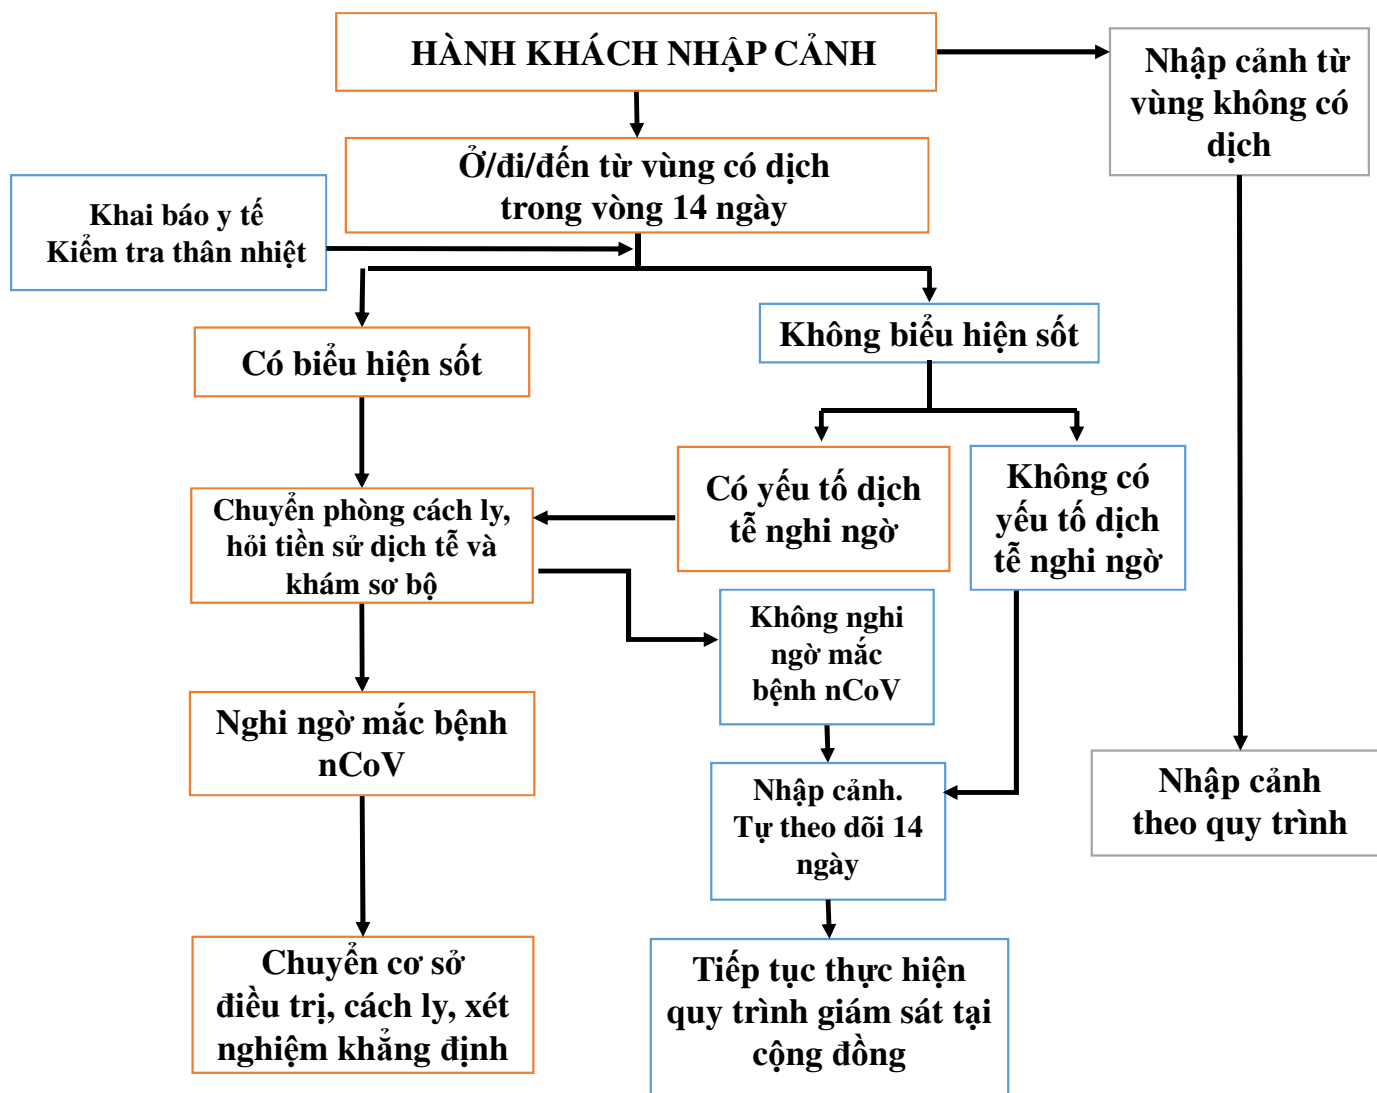 HÀNH KHÁCH NHẬP CẢNH
Nhập cảnh từ
vùng không có
dịch
Ở/đi/đến từ vùng có dịch
trong vòng 14 ngày
Khai báo y tế
Kiểm tra thân nhiệt
Có biểu hiện sốt
Không biểu hiện sốt
Chuyển phòng cách ly,
hỏi tiền sử dịch tễ và
khám sơ bộ
Có yếu tố dịch
tễ nghi ngờ
Không có
yếu tố dịch
tễ nghi ngờ
Không nghi
ngờ mắc
bệnh nCoV
Nghi ngờ mắc bệnh
nCoV
Nhập cảnh.
Tự theo dõi 14
ngày
Nhập cảnh
theo quy trình
Chuyển cơ sở
điều trị, cách ly, xét
nghiệm khẳng định
Tiếp tục thực hiện
quy trình giám sát tại
cộng đồng